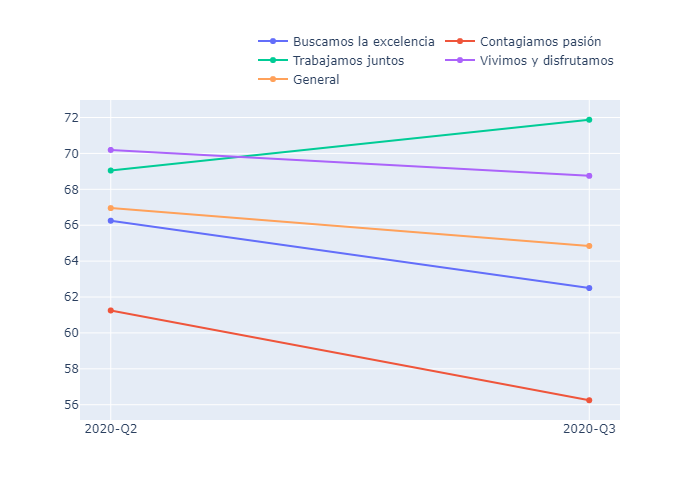 Buscamos la excelencia Contagiamos pasión
Trabajamos juntos Vivimos y disfrutamos
General
72
70
68
66
64
62
60
58
56
2020-Q2 2020-Q3